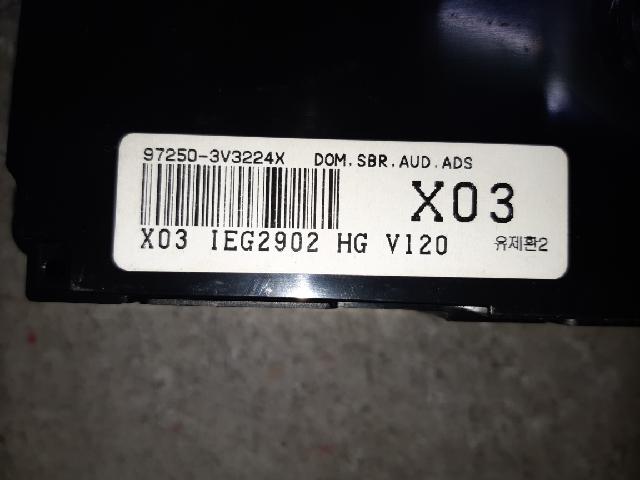 97250-3V3224X DOM.SBR.AUD.ADS
X03
X03 IEG2902 HG V120 유제환2